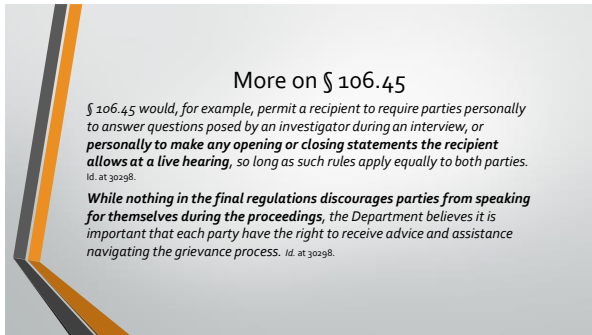 More on § 106.45
§ 106.45 would, for example, permit a recipient to require parties personally
to answer questions posed by an investigator during an interview, or
personally to make any opening or closing statements the recipient
allows at a live hearing, so long as such rules apply equally to both parties.
Id. at 30298.
While nothing in the final regulations discourages parties from speaking
for themselves during the proceedings, the Department believes it is
important that each party have the right to receive advice and assistance
navigating the grievance process. Id. at 30298.